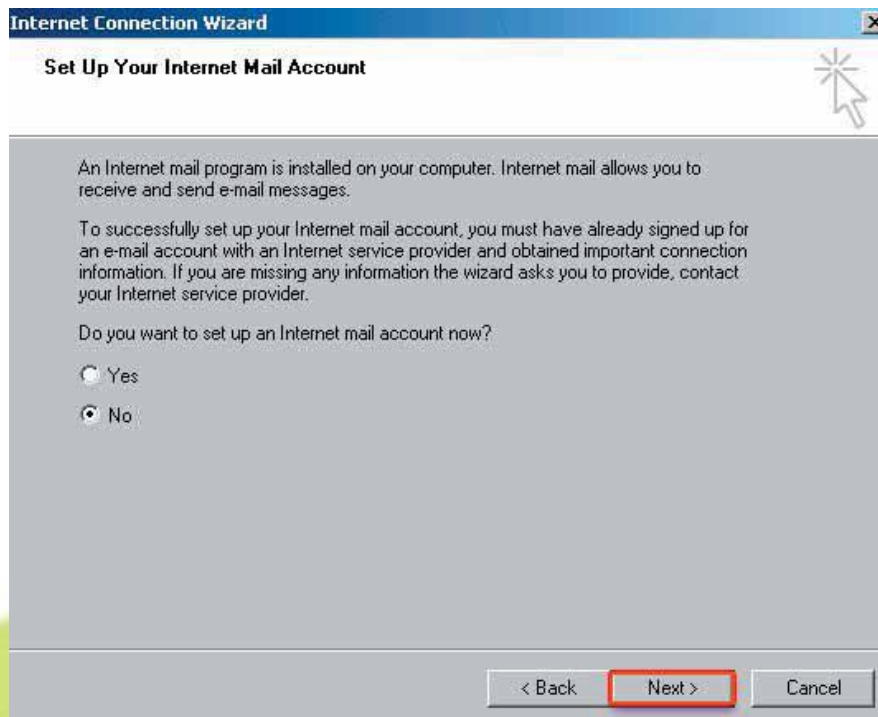 Internet Connection Wizard
Set Up Your Internet Mail Account
An Internet mail program is installed on your computer. Internet mail allows you to
receive and send e-mail messages.
To successfully set up your Internet mail account, you must have already signed up for
an e-mail account with an Internet service provider and obtained important connection
information. If you are missing any information the wizard asks you to provide, contact
your Internet service provider.
Do you want to set up an Internet mail account now?
Yes
No
< Back Next > Cancel